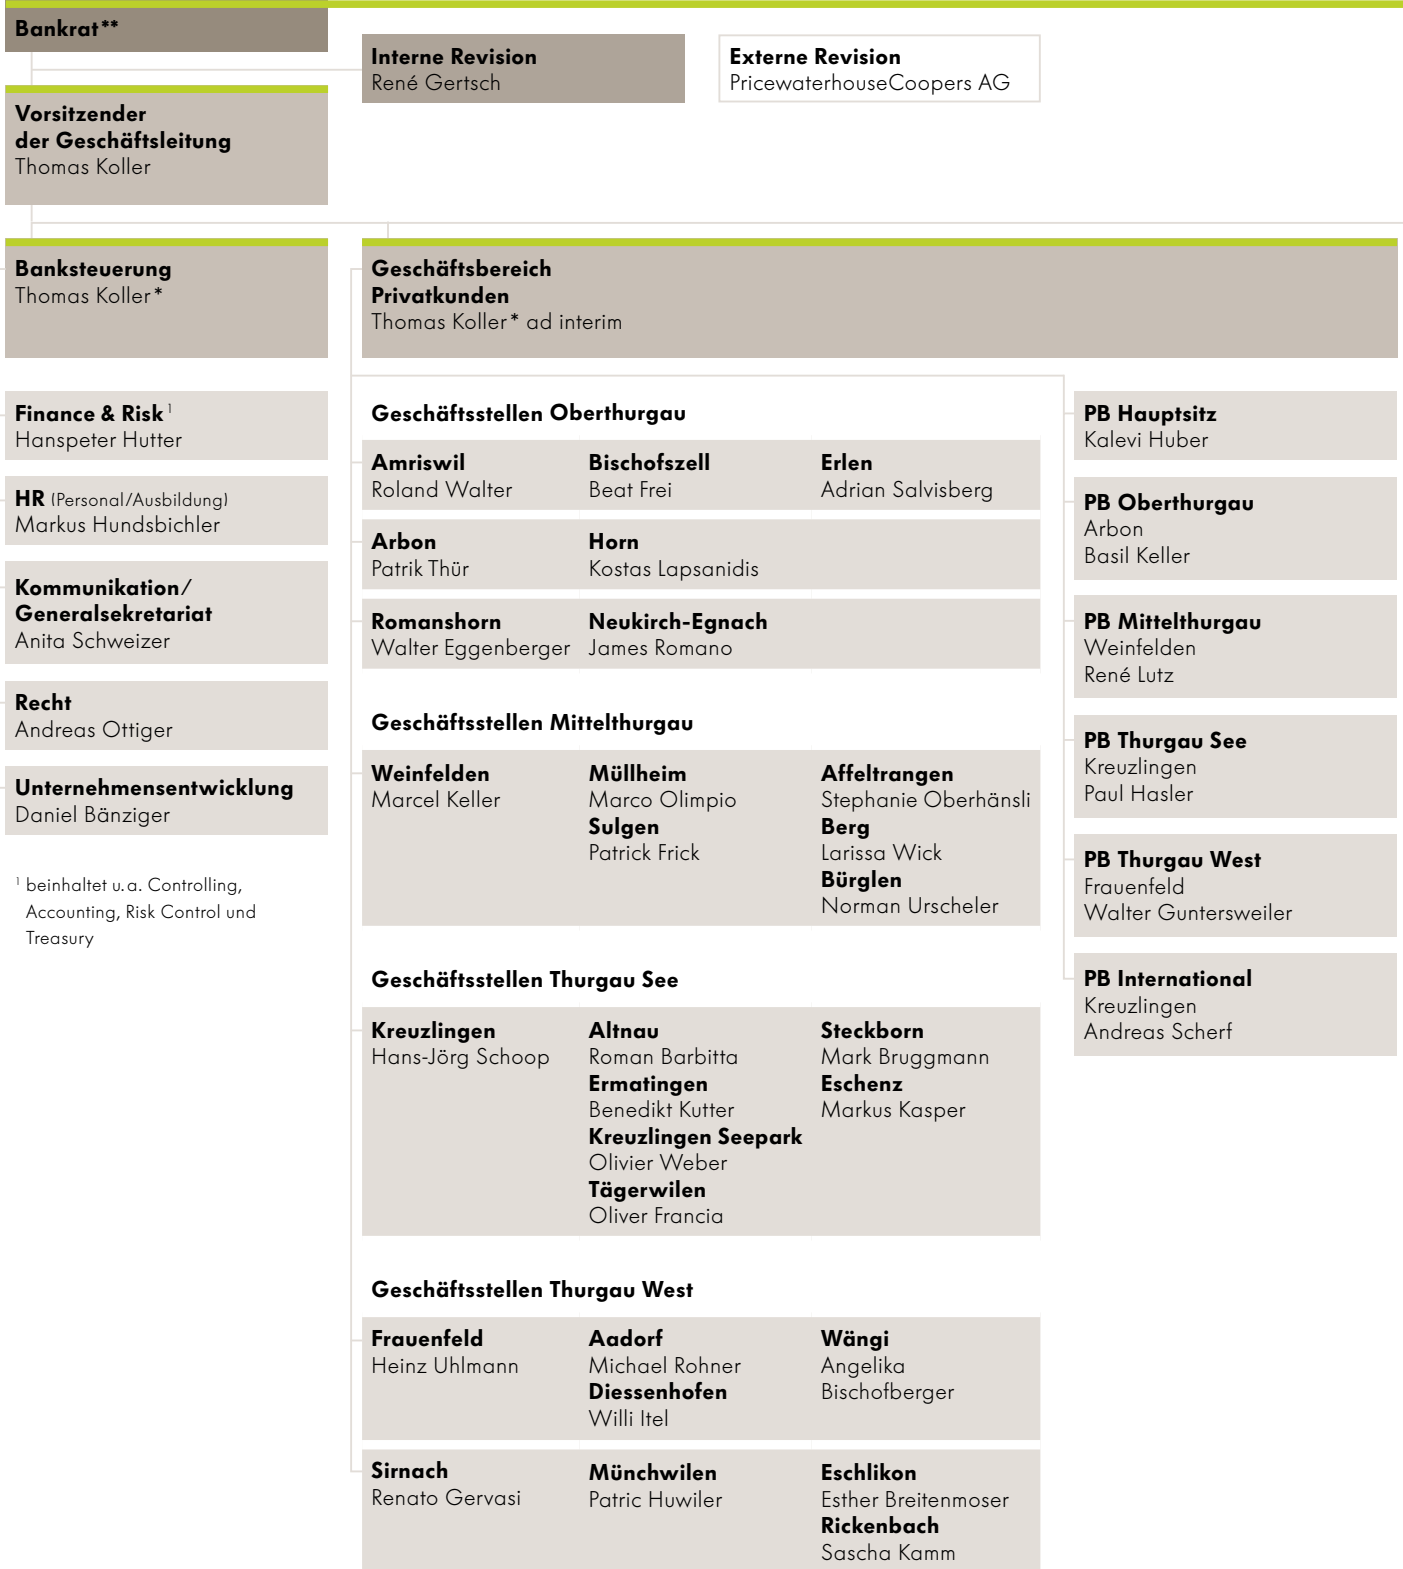 Bankrat**
Interne Revision
René Gertsch
Externe Revision
PricewaterhouseCoopers AG
Vorsitzender
der Geschäftsleitung
Thomas Koller
Banksteuerung
Thomas Koller*
Geschäftsbereich
Privatkunden
Thomas Koller* ad interim
Finance & Risk¹
Hanspeter Hutter
HR (Personal/Ausbildung)
Markus Hundsbichler
Kommunikation/
Generalsekretariat
Anita Schweizer
Recht
Andreas Ottiger
Unternehmensentwicklung
Daniel Bänziger
¹ beinhaltet u.a. Controlling,
Accounting, Risk Control und
Treasury
Geschäftsstellen Oberthurgau
Amriswil
Roland Walter
Bischofszell
Beat Frei
Erlen
Adrian Salvisberg
Arbon
Patrik Thür
Horn
Kostas Lapsanidis
Romanshorn
Walter Eggenberger
Neukirch-Egnach
James Romano
Geschäftsstellen Mittelthurgau
Weinfelden
Marcel Keller
Müllheim
Marco Olimpio
Sulgen
Patrick Frick
Affeltrangen
Stephanie Oberhänsli
Berg
Larissa Wick
Bürglen
Norman Urscheler
Geschäftsstellen Thurgau See
Kreuzlingen
Hans-Jörg Schoop
Altnau
Roman Barbitta
Ermatingen
Benedikt Kutter
Kreuzlingen Seepark
Olivier Weber
Tägerwilen
Oliver Francia
Steckborn
Mark Bruggmann
Eschenz
Markus Kasper
Geschäftsstellen Thurgau West
Frauenfeld
Heinz Uhlmann
Aadorf
Michael Rohner
Diessenhofen
Willi Itel
Wängi
Angelika
Bischofberger
Sirnach
Renato Gervasi
Münchwilen
Patric Huwiler
Eschlikon
Esther Breitenmoser
Rickenbach
Sascha Kamm
PB Hauptsitz
Kalevi Huber
PB Oberthurgau
Arbon
Basil Keller
PB Mittelthurgau
Weinfelden
René Lutz
PB Thurgau See
Kreuzlingen
Paul Hasler
PB Thurgau West
Frauenfeld
Walter Guntersweiler
PB International
Kreuzlingen
Andreas Scherf